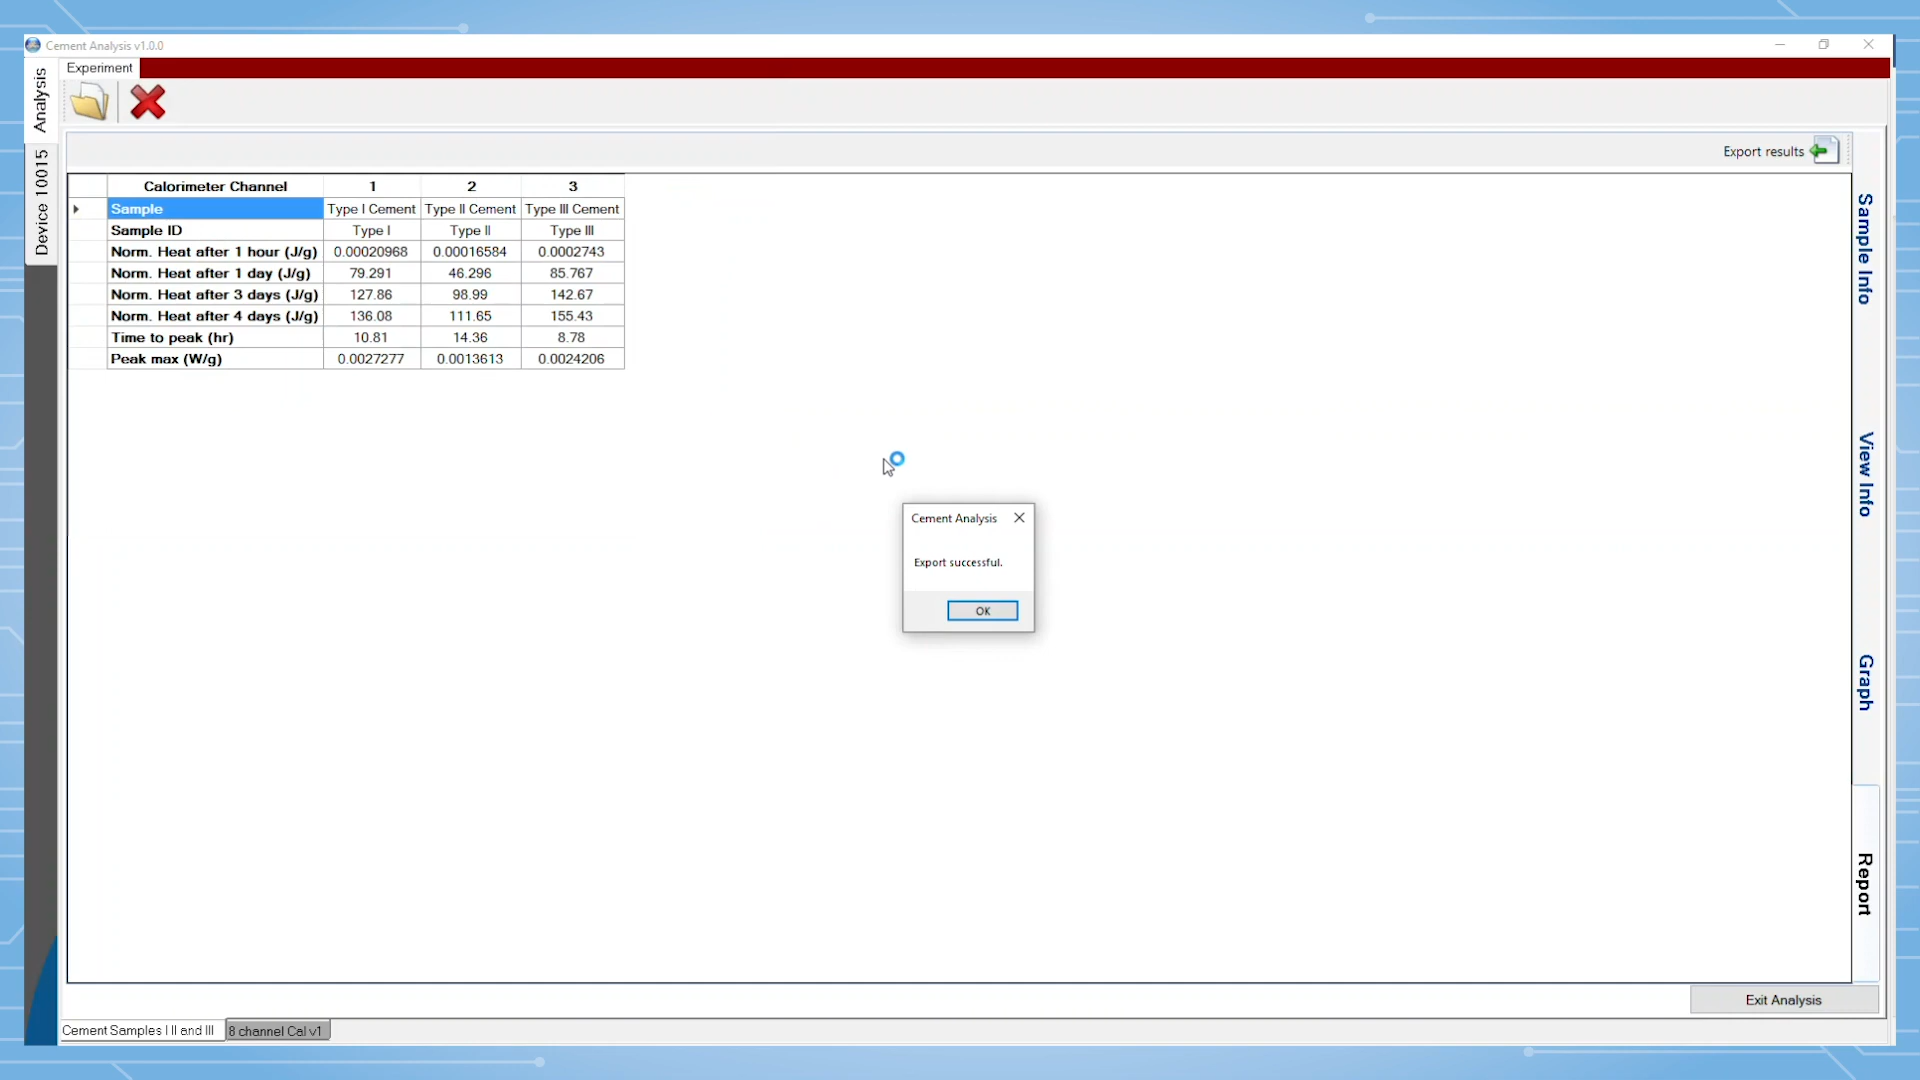 Cement Analysis v1.0.0
Experiment
Analysis
Device 10015
Export results
Calorimeter Channel 1 2 3
Sample Type I Cement Type II Cement Type III Cement
Sample ID Type I Type II Type III
Norm. Heat after 1 hour (J/g) 0.00020968 0.00016584 0.0002743
Norm. Heat after 1 day (J/g) 79.291 46.296 85.767
Norm. Heat after 3 days (J/g) 127.86 98.99 142.67
Norm. Heat after 4 days (J/g) 136.08 111.65 155.43
Time to peak (hr) 10.81 14.36 8.78
Peak max (W/g) 0.0027277 0.0013613 0.0024206
Cement Analysis
Export successful.
OK
Sample Info
View Info
Graph
Report
Exit Analysis
Cement Samples I II and III
8 channel Cal v1